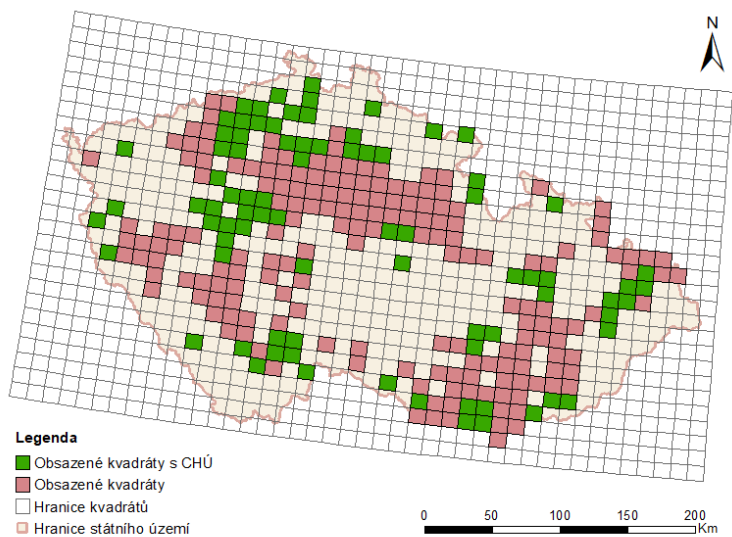 N
Legenda
Obsazené kvadráty s CHÚ
Obsazené kvadráty
Hranice kvadrátů
Hranice státního území
0 50 100 150 200
Km